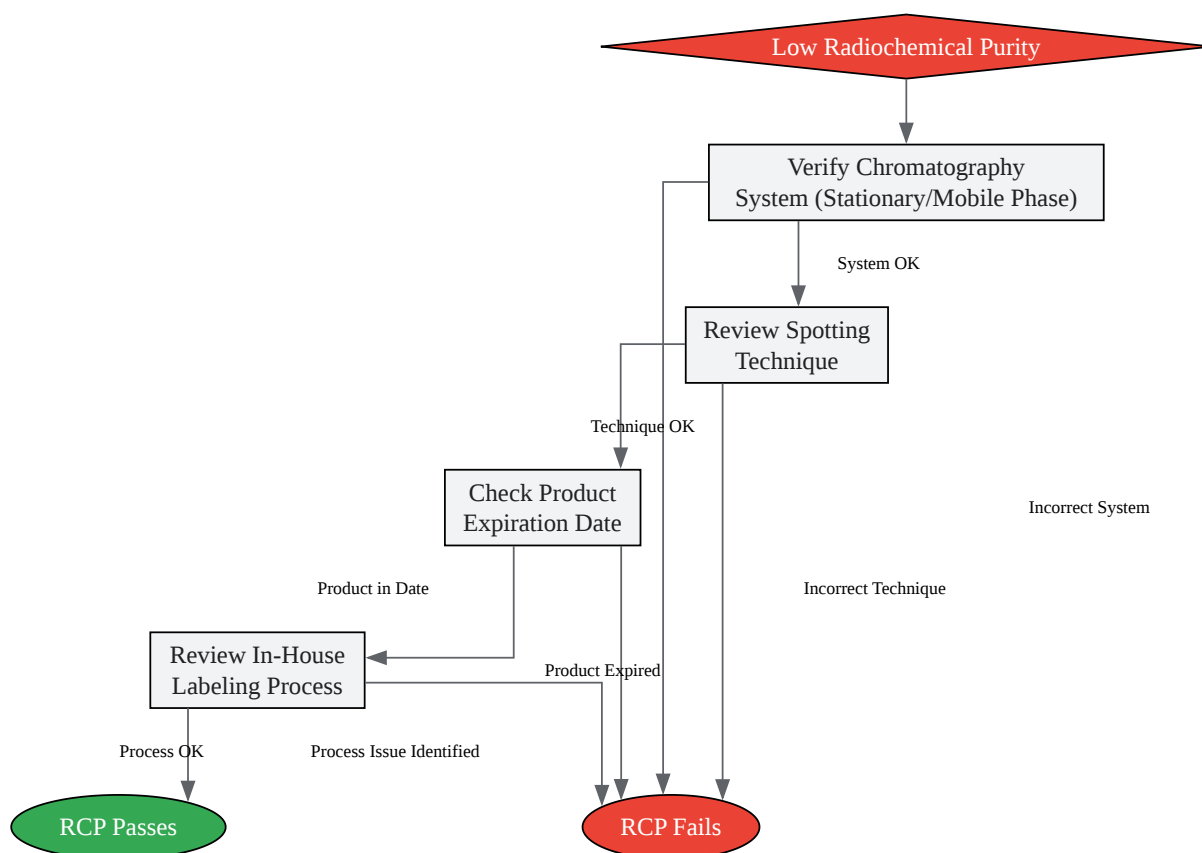 Low Radiochemical Purity
Verify Chromatography
System (Stationary/Mobile Phase)
System OK
Review Spotting
Technique
Technique OK
Check Product
Expiration Date
Incorrect System
Product in Date
Incorrect Technique
Review In-House
Labeling Process
Product Expired
Process OK
Process Issue Identified
RCP Passes
RCP Fails